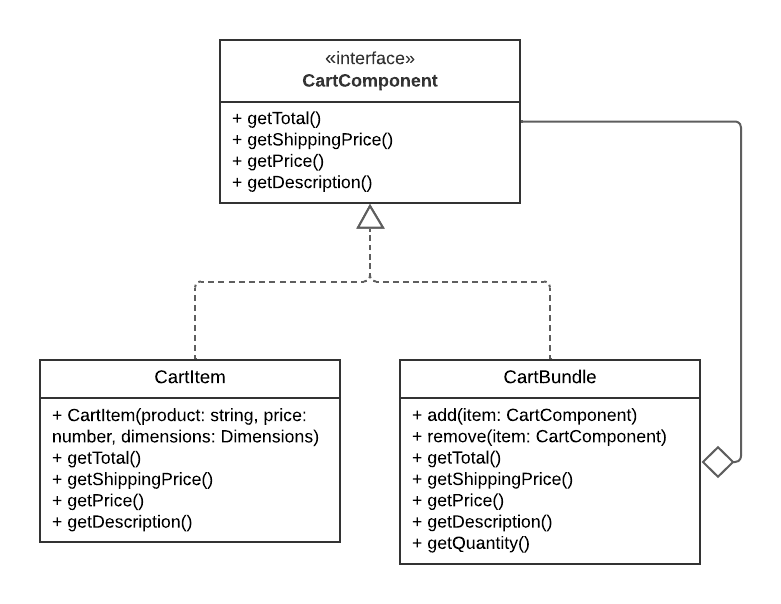 «interface»
CartComponent
+ getTotal()
+ getShippingPrice()
+ getPrice()
+ getDescription()
CartItem
+ CartItem(product: string, price:
number, dimensions: Dimensions)
+ getTotal()
+ getShippingPrice()
+ getPrice()
+ getDescription()
CartBundle
+ add(item: CartComponent)
+ remove(item: CartComponent)
+ getTotal()
+ getShippingPrice()
+ getPrice()
+ getDescription()
+ getQuantity()